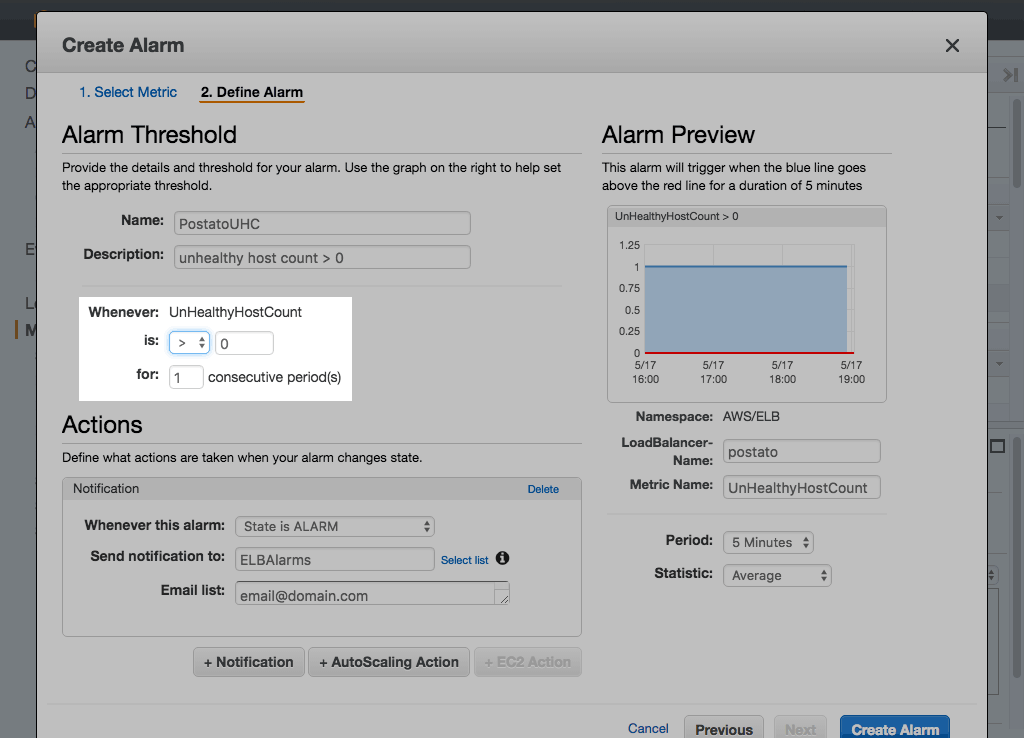 Create Alarm
1. Select Metric 2. Define Alarm
Alarm Threshold
Provide the details and threshold for your alarm. Use the graph on the right to help set
the appropriate threshold.
Name: PostatoUHC
Description: unhealthy host count > 0
Whenever: UnHealthyHostCount
is: > 0
for: 1 consecutive period(s)
Actions
Define what actions are taken when your alarm changes state.
Notification Delete
Whenever this alarm: State is ALARM
Send notification to: ELBAlarms Select list
Email list: email@domain.com
+ Notification + AutoScaling Action + EC2 Action
Alarm Preview
This alarm will trigger when the blue line goes
above the red line for a duration of 5 minutes
UnHealthyHostCount > 0
1.25
1
0.75
0.5
0.25
0
5/17 5/17 5/17 5/17
16:00 17:00 18:00 19:00
Namespace: AWS/ELB
LoadBalancer-
Name: postato
Metric Name: UnHealthyHostCount
Period: 5 Minutes
Statistic: Average
Cancel Previous Next Create Alarm